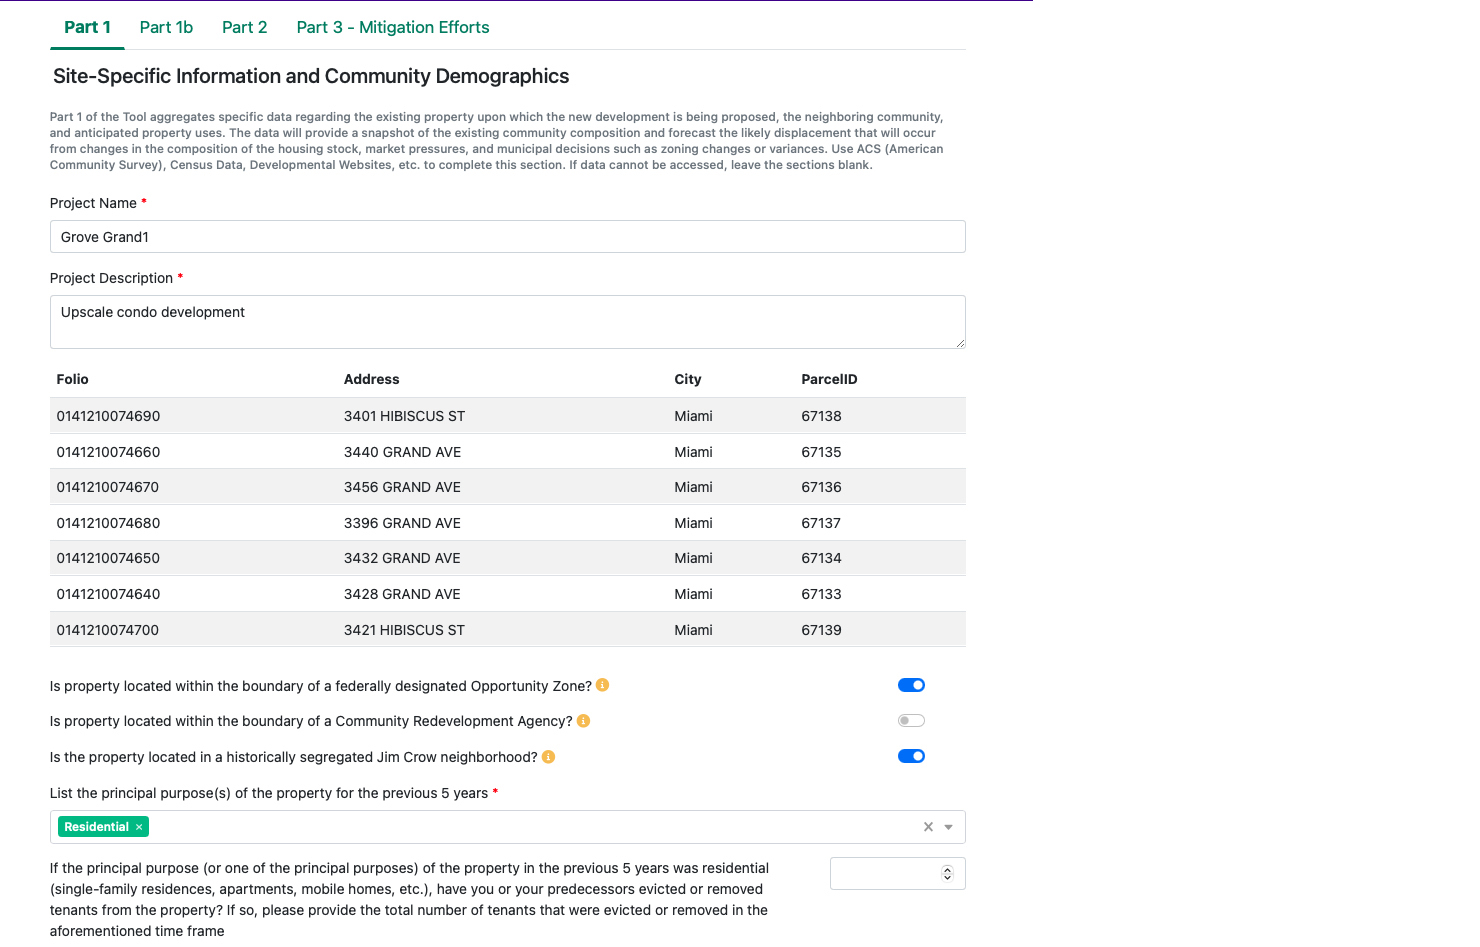 Part 1 Part 1b Part 2 Part 3 - Mitigation Efforts
Site-Specific Information and Community Demographics
Part 1 of the Tool aggregates specific data regarding the existing property upon which the new development is being proposed, the neighboring community,
and anticipated property uses. The data will provide a snapshot of the existing community composition and forecast the likely displacement that will occur
from changes in the composition of the housing stock, market pressures, and municipal decisions such as zoning changes or variances. Use ACS (American
Community Survey), Census Data, Developmental Websites, etc. to complete this section. If data cannot be accessed, leave the sections blank.
Project Name *
Grove Grand1
Project Description *
Upscale condo development
Folio Address City ParcelID
0141210074690 3401 HIBISCUS ST Miami 67138
0141210074660 3440 GRAND AVE Miami 67135
0141210074670 3456 GRAND AVE Miami 67136
0141210074680 3396 GRAND AVE Miami 67137
0141210074650 3432 GRAND AVE Miami 67134
0141210074640 3428 GRAND AVE Miami 67133
0141210074700 3421 HIBISCUS ST Miami 67139
Is property located within the boundary of a federally designated Opportunity Zone?
Is property located within the boundary of a Community Redevelopment Agency?
Is the property located in a historically segregated Jim Crow neighborhood?
List the principal purpose(s) of the property for the previous 5 years *
Residential ×
If the principal purpose (or one of the principal purposes) of the property in the previous 5 years was residential
(single-family residences, apartments, mobile homes, etc.), have you or your predecessors evicted or removed
tenants from the property? If so, please provide the total number of tenants that were evicted or removed in the
aforementioned time frame